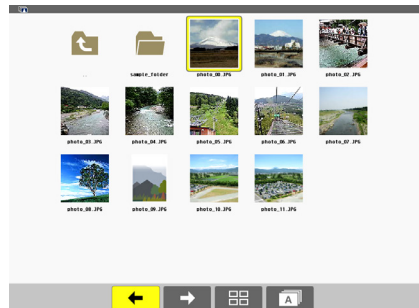 ..
sample_folder
photo_00.JPG
photo_01.JPG
photo_02.JPG
photo_03.JPG
photo_04.JPG
photo_05.JPG
photo_06.JPG
photo_07.JPG
photo_08.JPG
photo_09.JPG
photo_10.JPG
photo_11.JPG
A